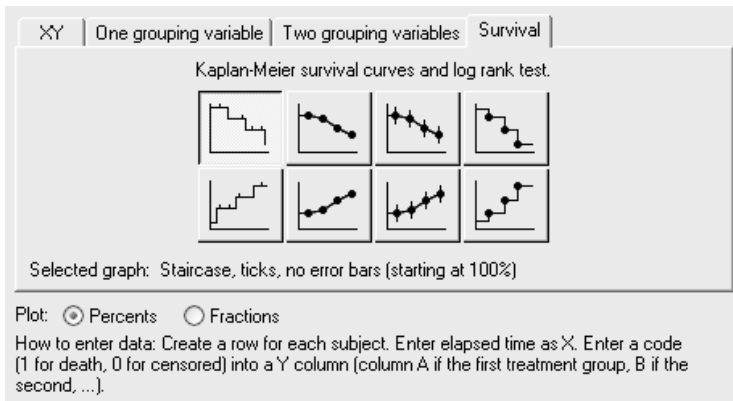 XY One grouping variable Two grouping variables Survival
Kaplan-Meier survival curves and log rank test.
Selected graph: Staircase, ticks, no error bars (starting at 100%)
Plot: Percents Fractions
How to enter data: Create a row for each subject. Enter elapsed time as X. Enter a code
(1 for death, 0 for censored) into a Y column (column A if the first treatment group, B if the
second, ...).